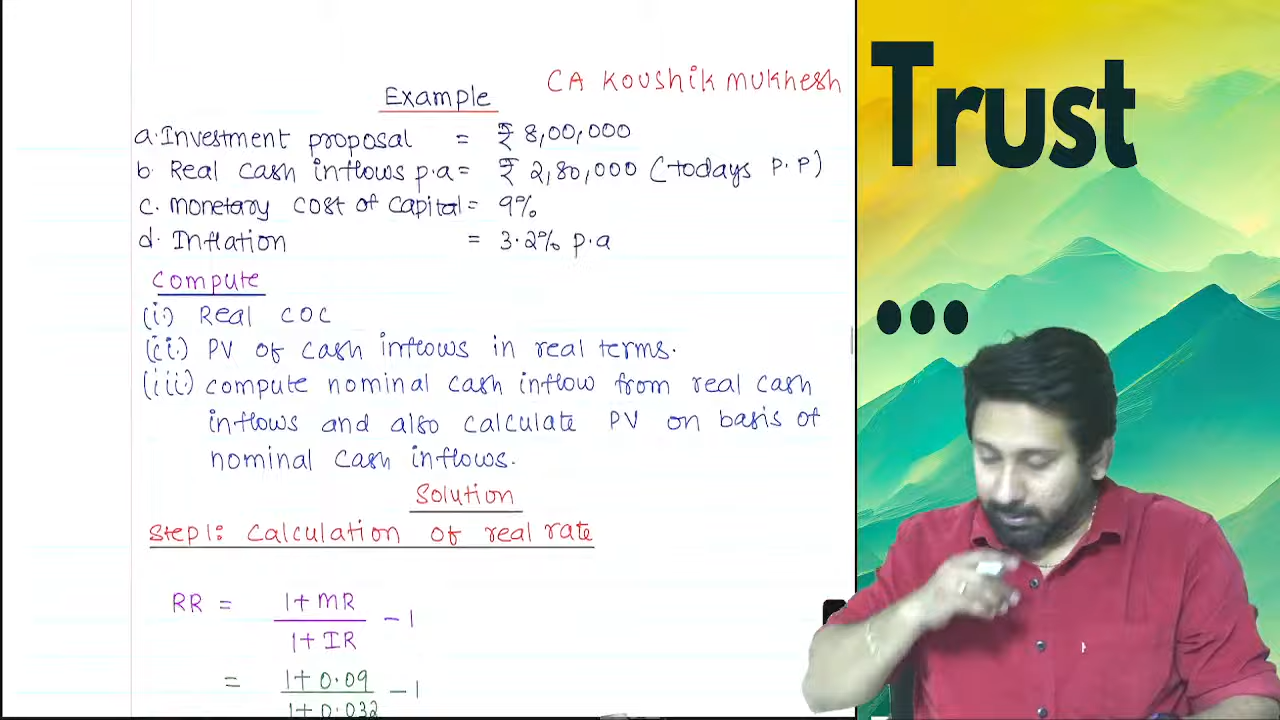 CA Koushik Mukhesh
Example
a. Investment proposal = ₹ 8,00,000
b. Real cash inflows p.a = ₹ 2,80,000 (todays p.p)
c. monetary cost of capital = 9%
d. Inflation = 3.2% p.a
Compute
(i) Real COC
(ii) PV of cash inflows in real terms.
(iii) compute nominal cash inflow from real cash
inflows and also calculate PV on basis of
nominal cash inflows.
Solution
Step1: Calculation of real rate
RR = 1+MR / 1+IR - 1
= 1+0.09 / 1+0.032 - 1
Trust
...